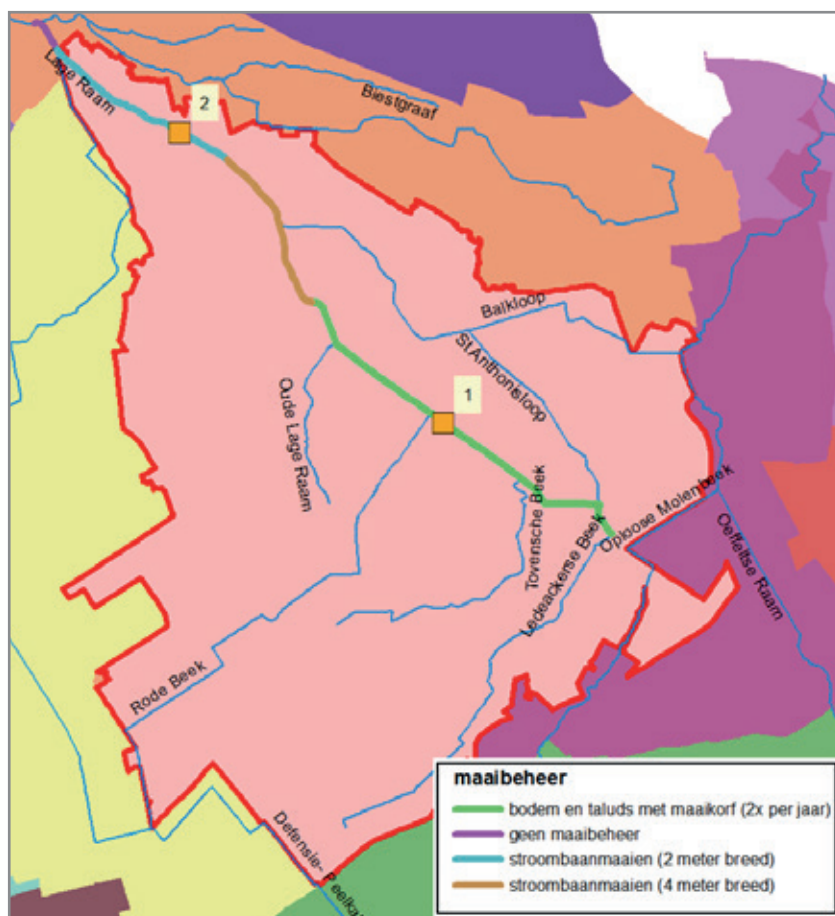 Lage Raam
2
Biestgraaf
Balkloop
St.Anthonisloop
1
Oude Lage Raam
Tovensche Beek
Ledeackerse Beek
Oploose Molenbeek
Oeffeltse Raam
Rode Beek
Defensie- Peelka
maaibeheer
bodem en taluds met maaikorf (2x per jaar)
geen maaibeheer
stroombaanmaaien (2 meter breed)
stroombaanmaaien (4 meter breed)